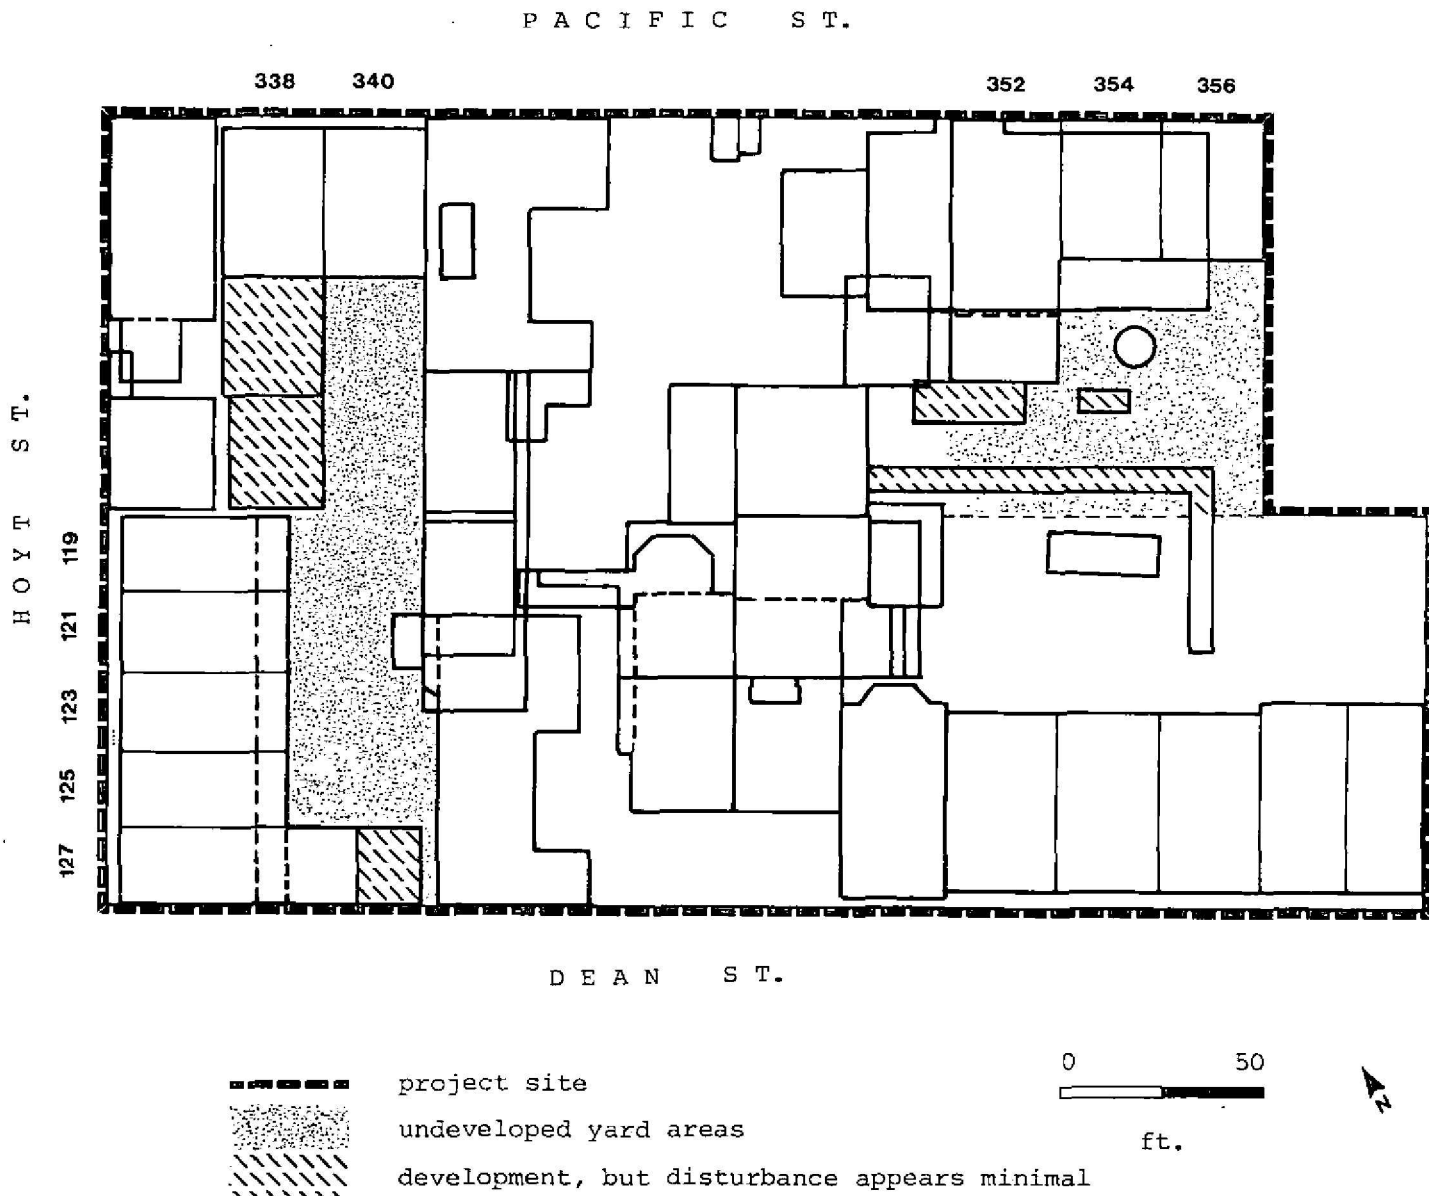 PACIFIC ST.
338 340 352 354 356
HOYT ST.
119
121
123
125
127
DEAN ST.
project site
undeveloped yard areas
development, but disturbance appears minimal
0 50
ft.
N